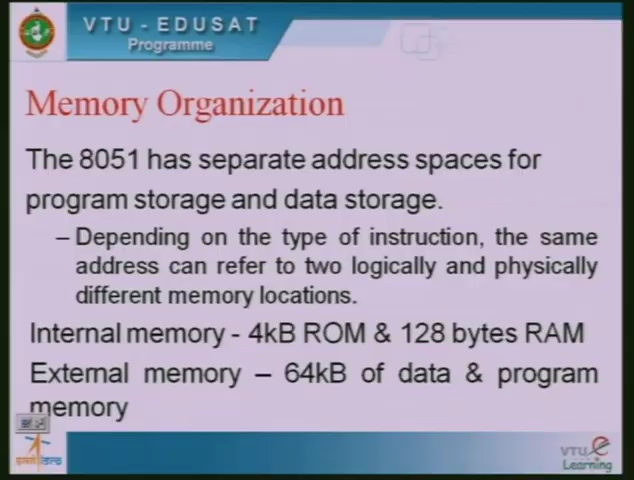 VTU - EDUSAT
Programme
Memory Organization
The 8051 has separate address spaces for
program storage and data storage.
– Depending on the type of instruction, the same
address can refer to two logically and physically
different memory locations.
Internal memory - 4kB ROM & 128 bytes RAM
External memory – 64kB of data & program
memory
VTU e
Learning